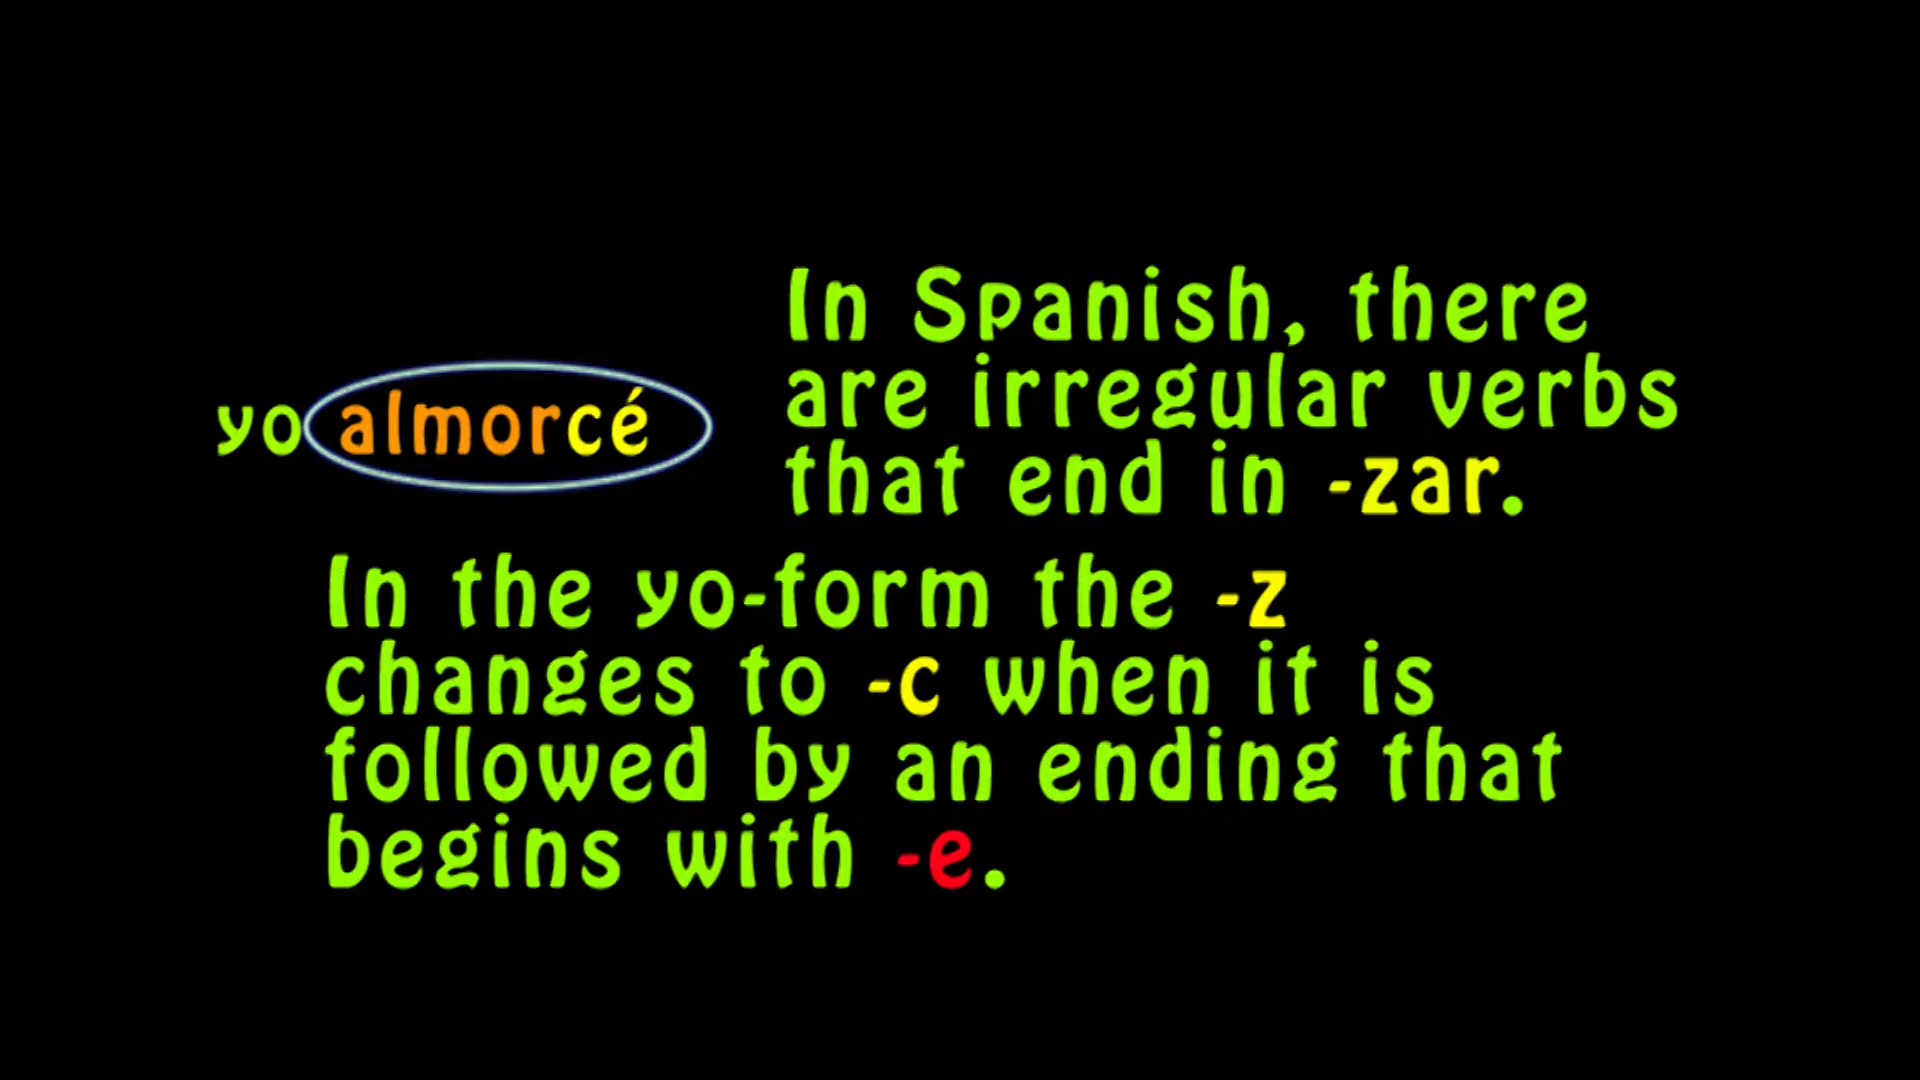 yo almorcé
In Spanish, there
are irregular verbs
that end in -zar.
In the yo-form the -z
changes to -c when it is
followed by an ending that
begins with -e.